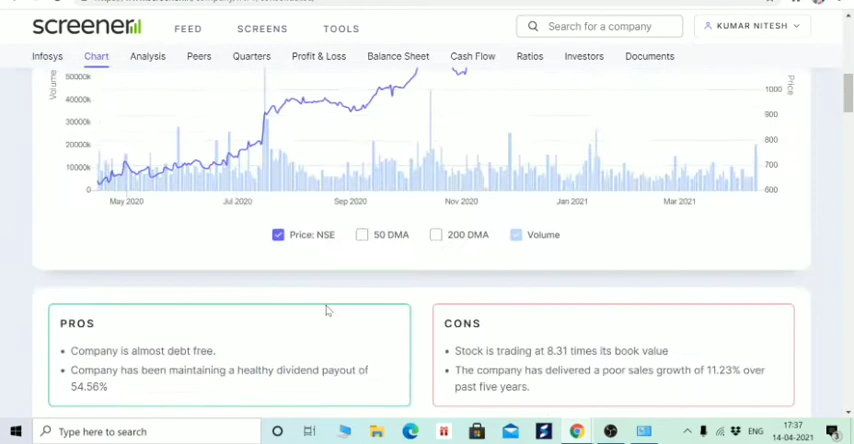 screener
FEED
SCREENS
TOOLS
Search for a company
KUMAR NITESH
Infosys
Chart
Analysis
Peers
Quarters
Profit & Loss
Balance Sheet
Cash Flow
Ratios
Investors
Documents
Volume
50000k
40000k
30000k
20000k
10000k
0
Price
1000
900
800
700
600
May 2020
Jul 2020
Sep 2020
Nov 2020
Jan 2021
Mar 2021
Price: NSE
50 DMA
200 DMA
Volume
PROS
Company is almost debt free.
Company has been maintaining a healthy dividend payout of
54.56%
CONS
Stock is trading at 8.31 times its book value
The company has delivered a poor sales growth of 11.23% over
past five years.
Type here to search
ENG
17:37
14-04-2021
3